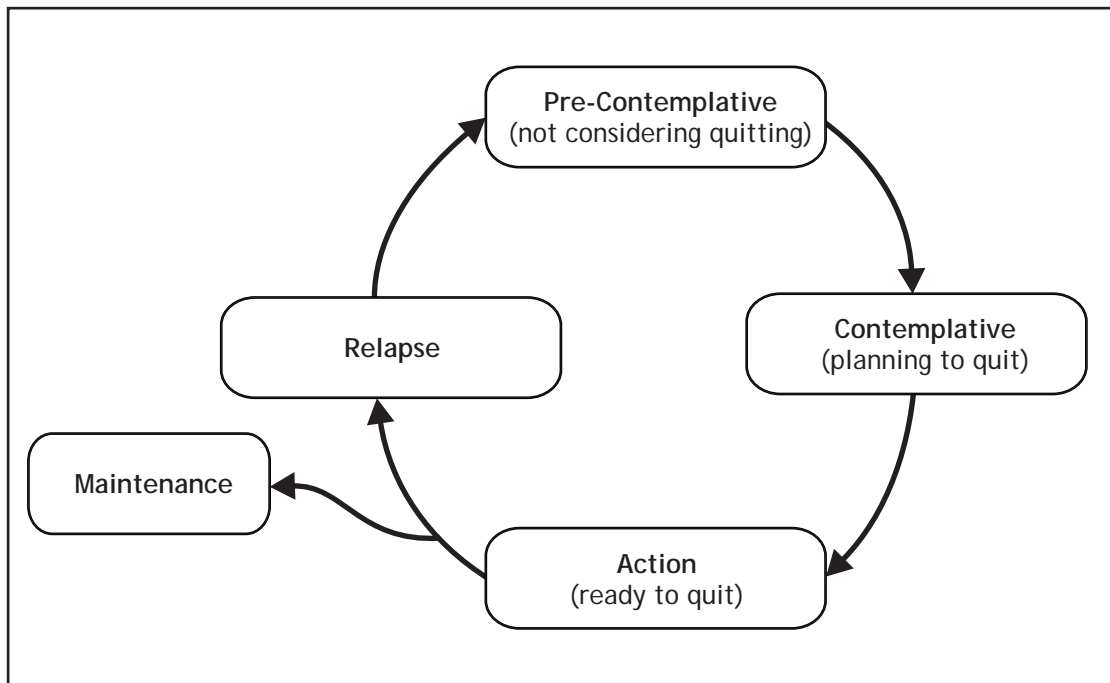 Pre-Contemplative
(not considering quitting)
Contemplative
(planning to quit)
Relapse
Maintenance
Action
(ready to quit)